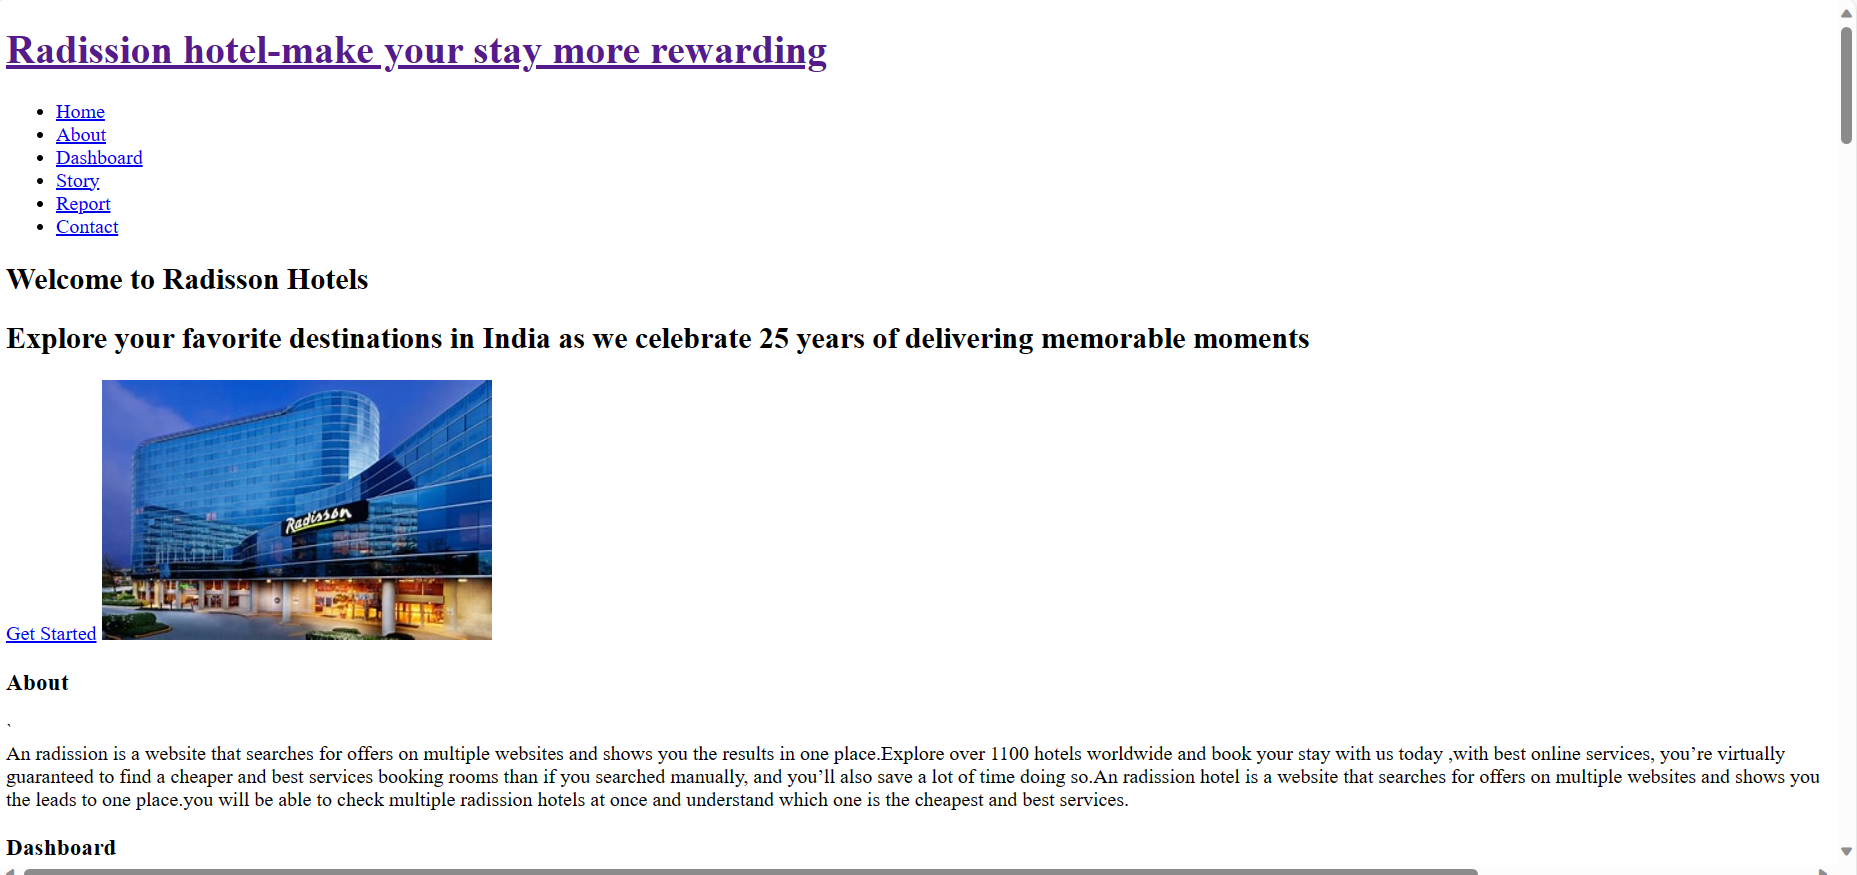 Radission hotel-make your stay more rewarding
Home
About
Dashboard
Story
Report
Contact
Welcome to Radisson Hotels
Explore your favorite destinations in India as we celebrate 25 years of delivering memorable moments
Radisson
Get Started
About
`
An radission is a website that searches for offers on multiple websites and shows you the results in one place.Explore over 1100 hotels worldwide and book your stay with us today ,with best online services, you’re virtually
guaranteed to find a cheaper and best services booking rooms than if you searched manually, and you’ll also save a lot of time doing so.An radission hotel is a website that searches for offers on multiple websites and shows you
the leads to one place.you will be able to check multiple radission hotels at once and understand which one is the cheapest and best services.
Dashboard